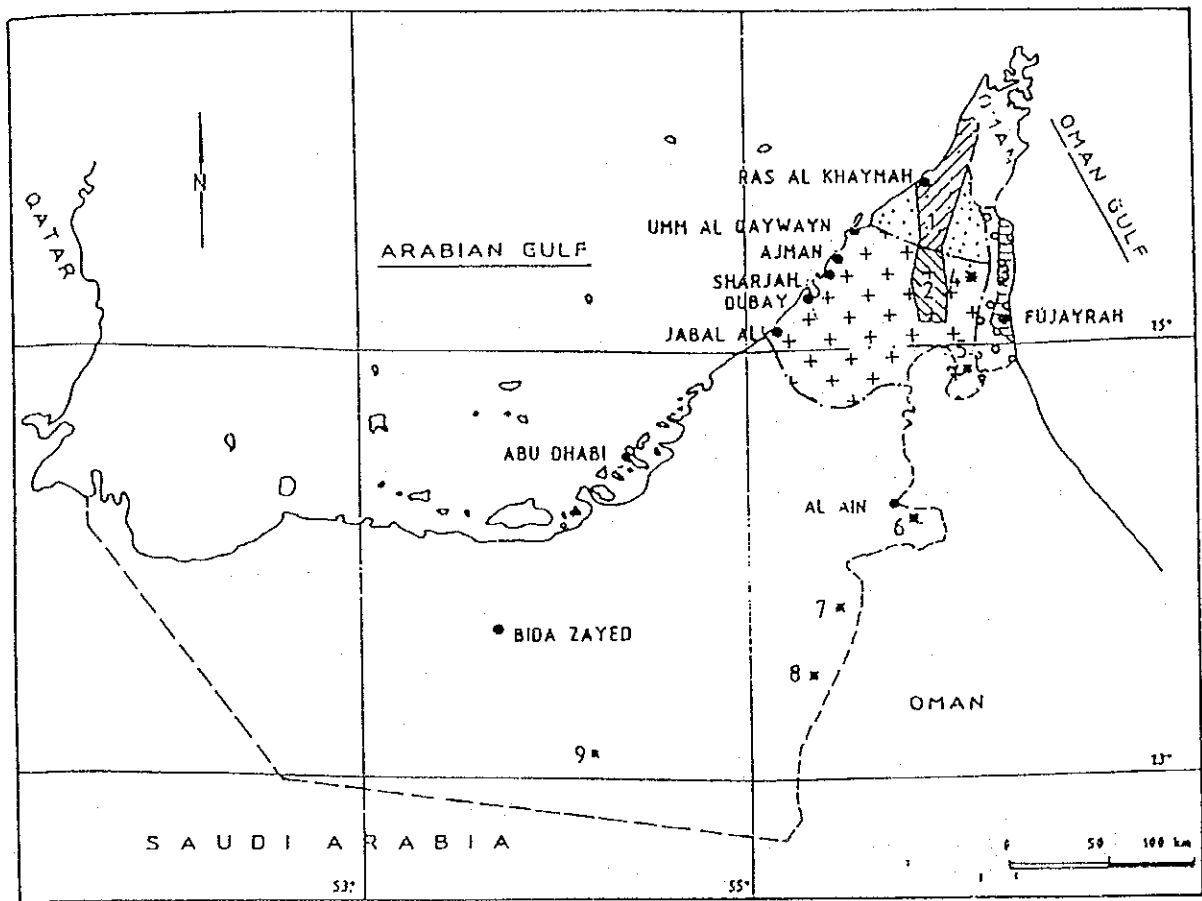 OMAN
OMAN GULF
RAS AL KHAYMAH
1
QATAR
N
ARABIAN GULF
UMM AL QAYWAYN
AJMAN
SHARJAH
DUBAY
4
2
3
FUJAYRAH
JABAL ALI
25°
5
ABU DHABI
AL AIN
6
7
BIDA ZAYED
8
OMAN
9
23°
SAUDI ARABIA
0 50 100 km
53°
55°